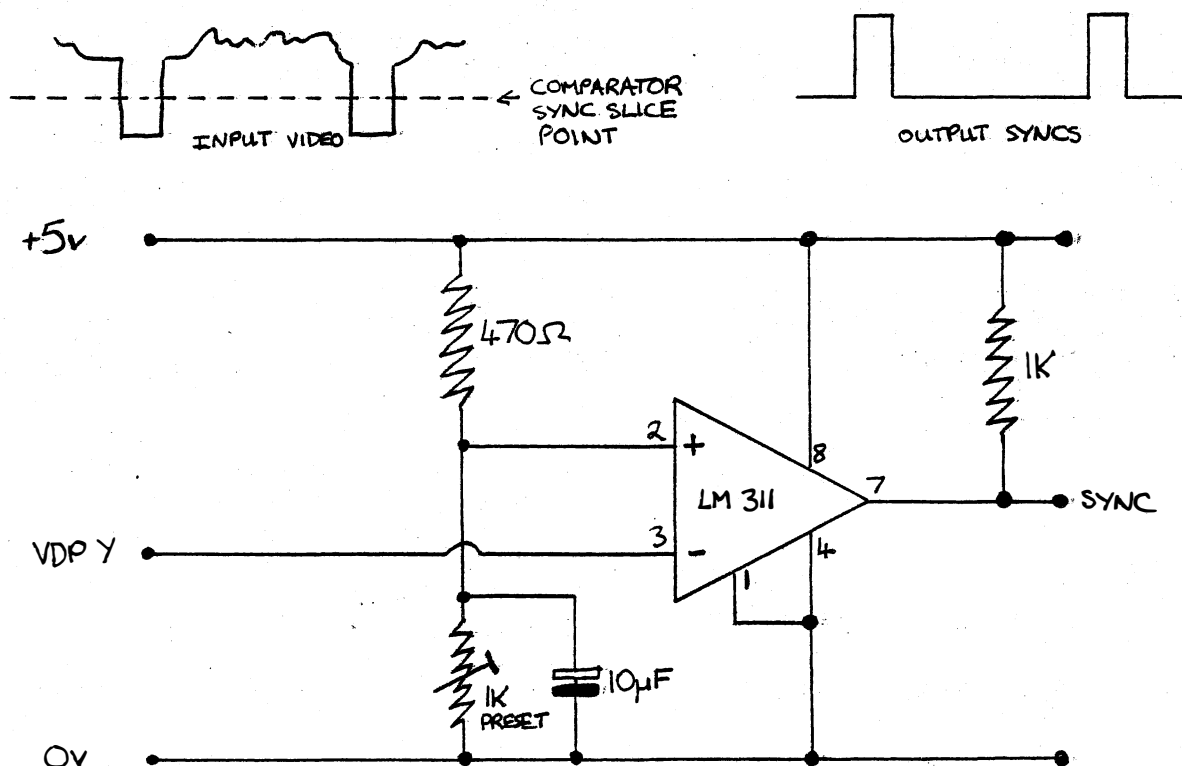 COMPARATOR
SYNC SLICE
POINT
INPUT VIDEO
OUTPUT SYNCS
+5v
470Ω
1K
2
+
8
LM 311
7
SYNC
VDP Y
3
-
4
1
1K
PRESET
10μF
0v